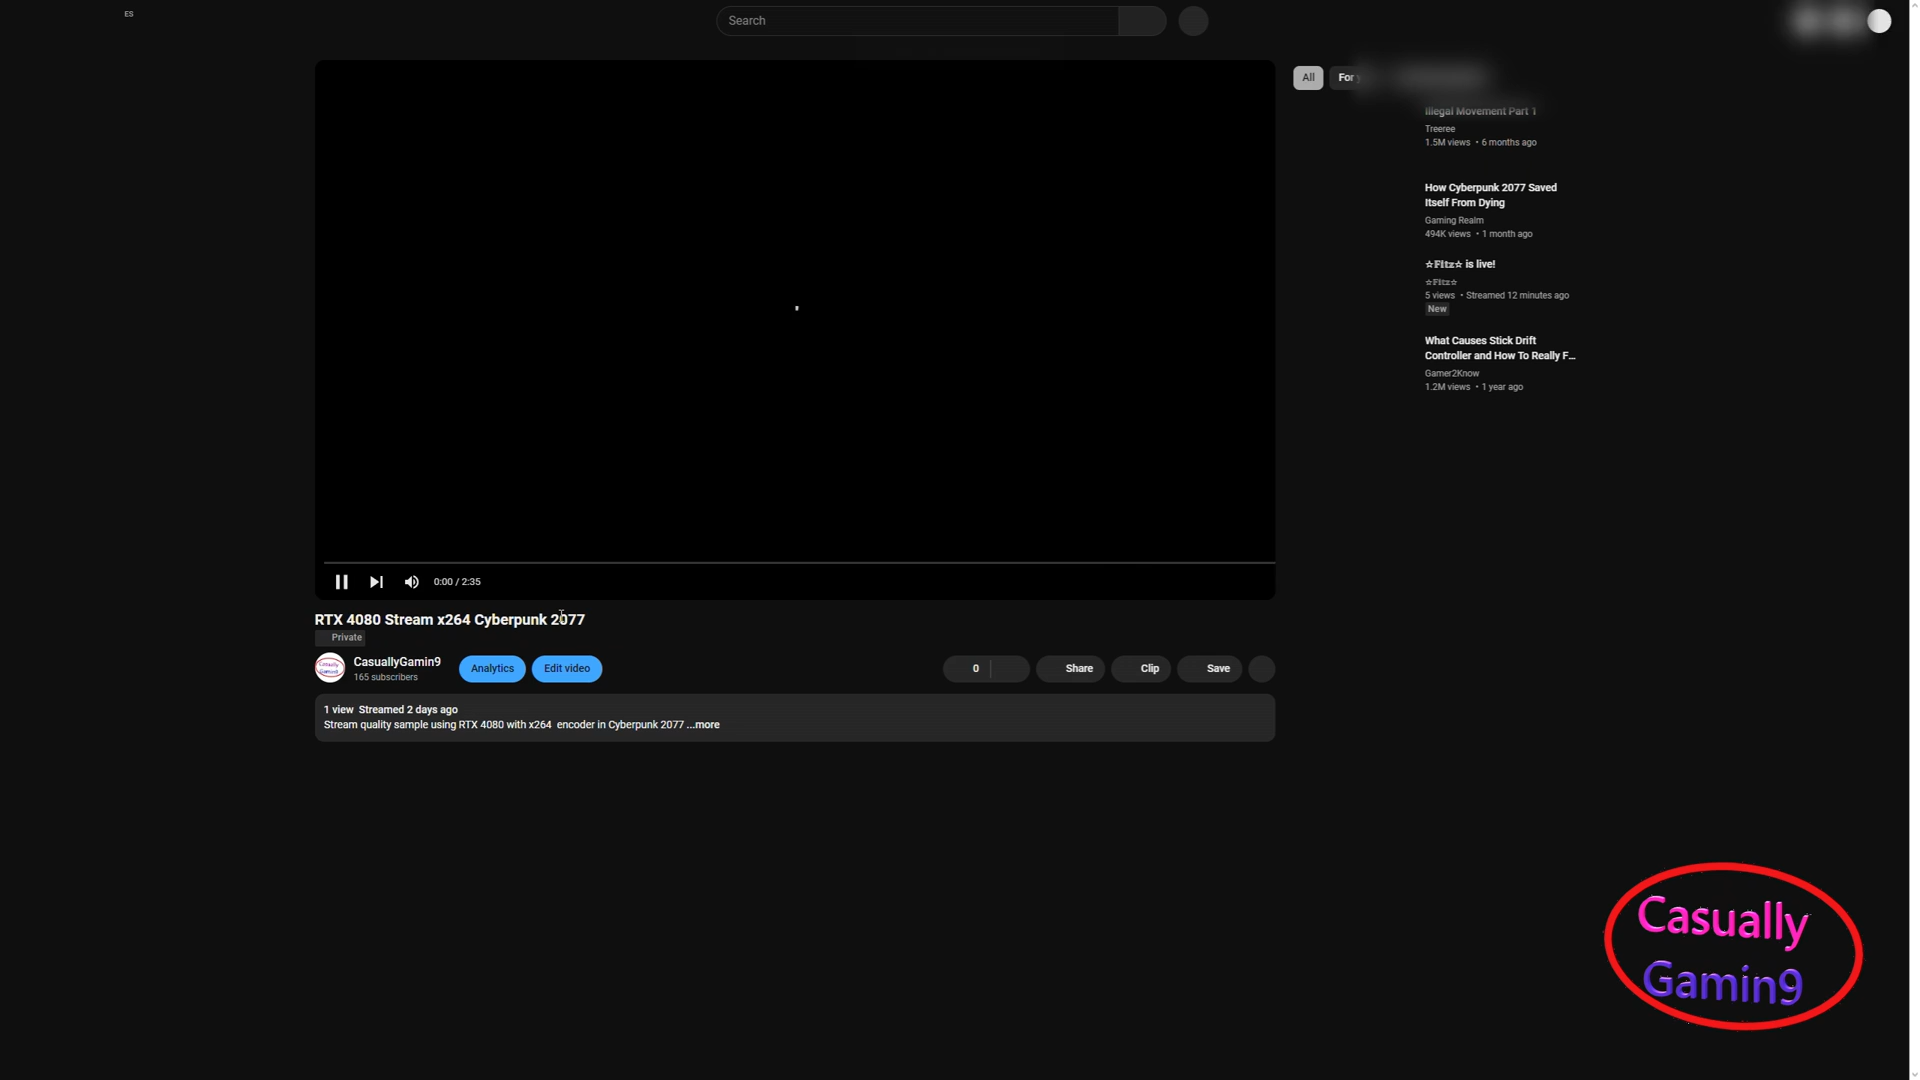 ES
Search
All
For
Illegal Movement Part 1
Treeree
1.5M views • 6 months ago
How Cyberpunk 2077 Saved
Itself From Dying
Gaming Realm
494K views • 1 month ago
☆𝔽𝕝𝕥𝕫☆ is live!
☆𝔽𝕝𝕥𝕫☆
5 views • Streamed 12 minutes ago
New
What Causes Stick Drift
Controller and How To Really F...
Gamer2Know
1.2M views • 1 year ago
0:00 / 2:35
RTX 4080 Stream x264 Cyberpunk 2077
Private
CasuallyGamin9
165 subscribers
Analytics
Edit video
0
Share
Clip
Save
1 view Streamed 2 days ago
Stream quality sample using RTX 4080 with x264 encoder in Cyberpunk 2077 ...more
Casually
Gamin9